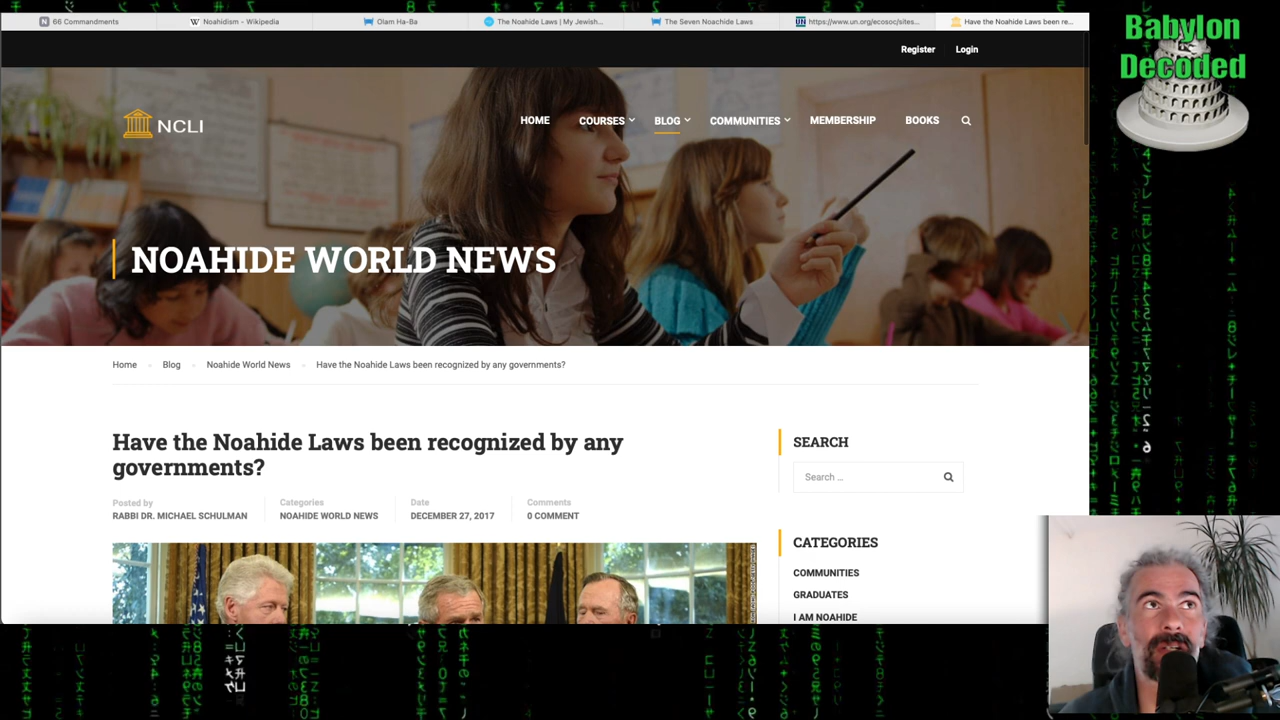 66 Commandments
Noahidism - Wikipedia
Olam Ha-Ba
The Noahide Laws | My Jewish...
The Seven Noachide Laws
https://www.un.org/ecosoc/sites...
Have the Noahide Laws been re...
Babylon
Decoded
Register
Login
NCLI
HOME
COURSES
BLOG
COMMUNITIES
MEMBERSHIP
BOOKS
NOAHIDE WORLD NEWS
Home
Blog
Noahide World News
Have the Noahide Laws been recognized by any governments?
Have the Noahide Laws been recognized by any
governments?
Posted by
RABBI DR. MICHAEL SCHULMAN
Categories
NOAHIDE WORLD NEWS
Date
DECEMBER 27, 2017
Comments
0 COMMENT
SEARCH
Search ...
CATEGORIES
COMMUNITIES
GRADUATES
I AM NOAHIDE